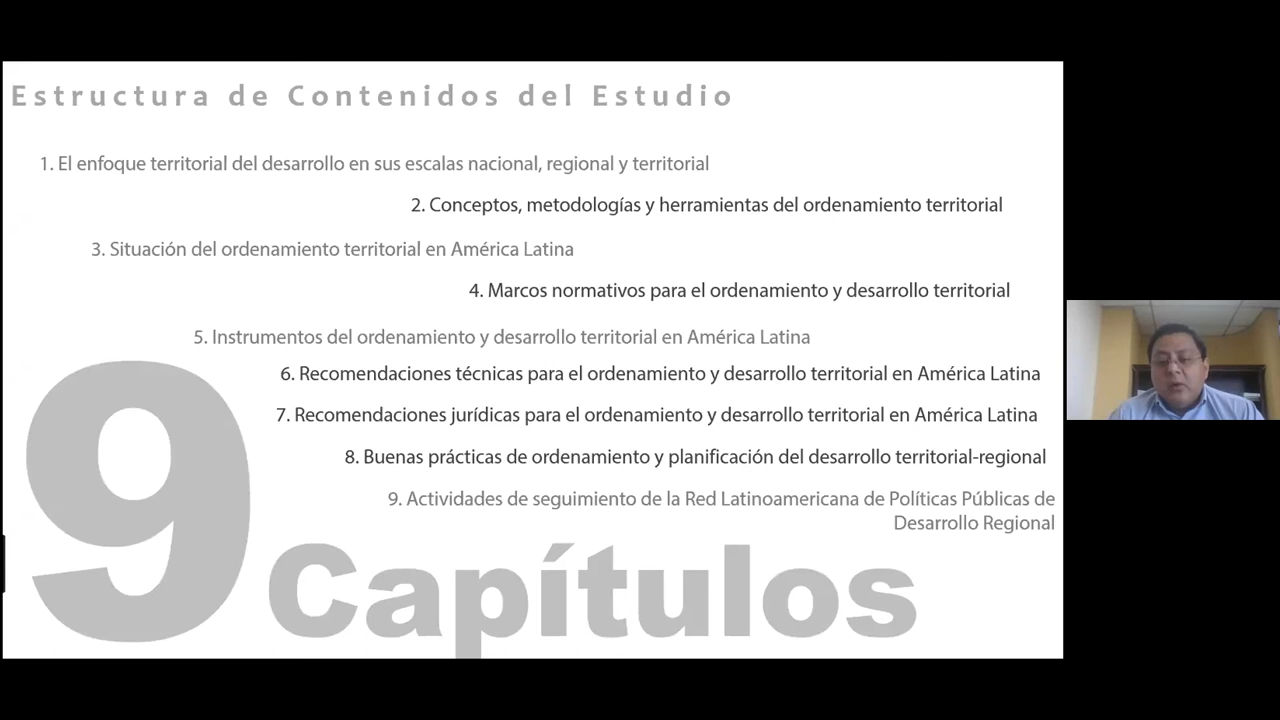 Estructura de Contenidos del Estudio
1. El enfoque territorial del desarrollo en sus escalas nacional, regional y territorial
2. Conceptos, metodologías y herramientas del ordenamiento territorial
3. Situación del ordenamiento territorial en América Latina
4. Marcos normativos para el ordenamiento y desarrollo territorial
5. Instrumentos del ordenamiento y desarrollo territorial en América Latina
6. Recomendaciones técnicas para el ordenamiento y desarrollo territorial en América Latina
7. Recomendaciones jurídicas para el ordenamiento y desarrollo territorial en América Latina
8. Buenas prácticas de ordenamiento y planificación del desarrollo territorial-regional
9. Actividades de seguimiento de la Red Latinoamericana de Políticas Públicas de
Desarrollo Regional
9 Capítulos